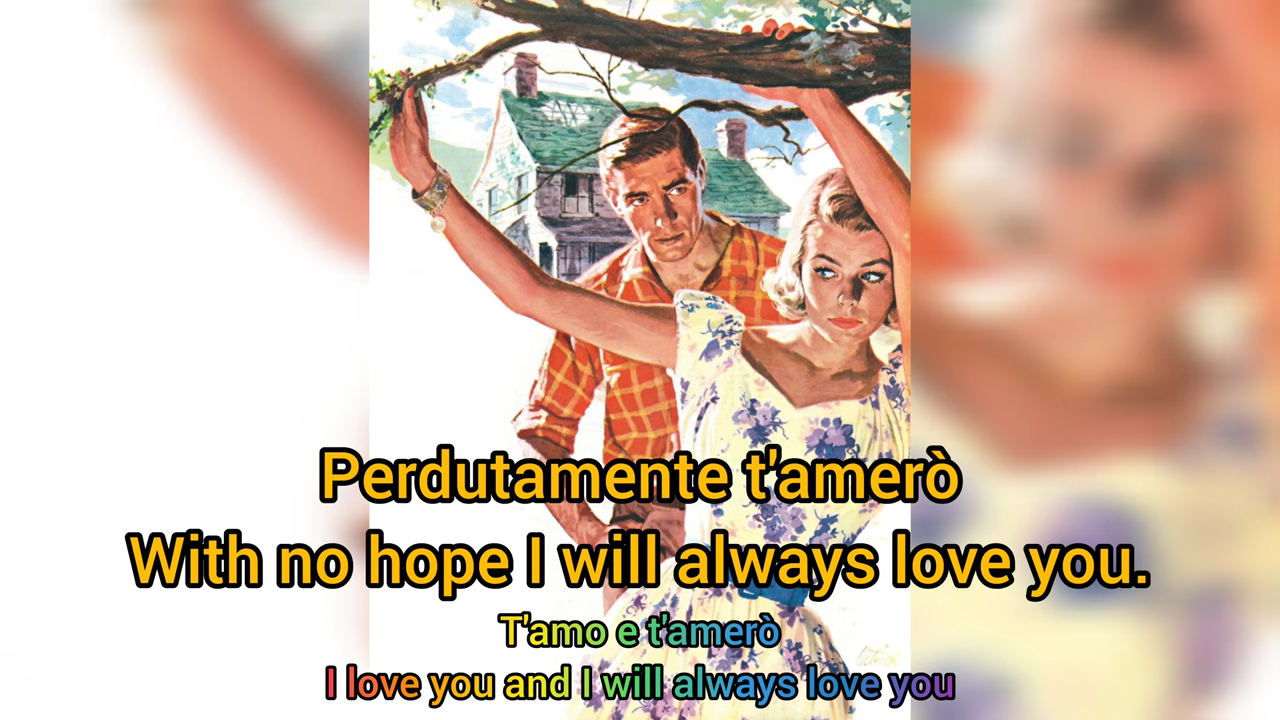 Perdutamente t'amerò
With no hope I will always love you.
T'amo e t'amerò
I love you and I will always love you